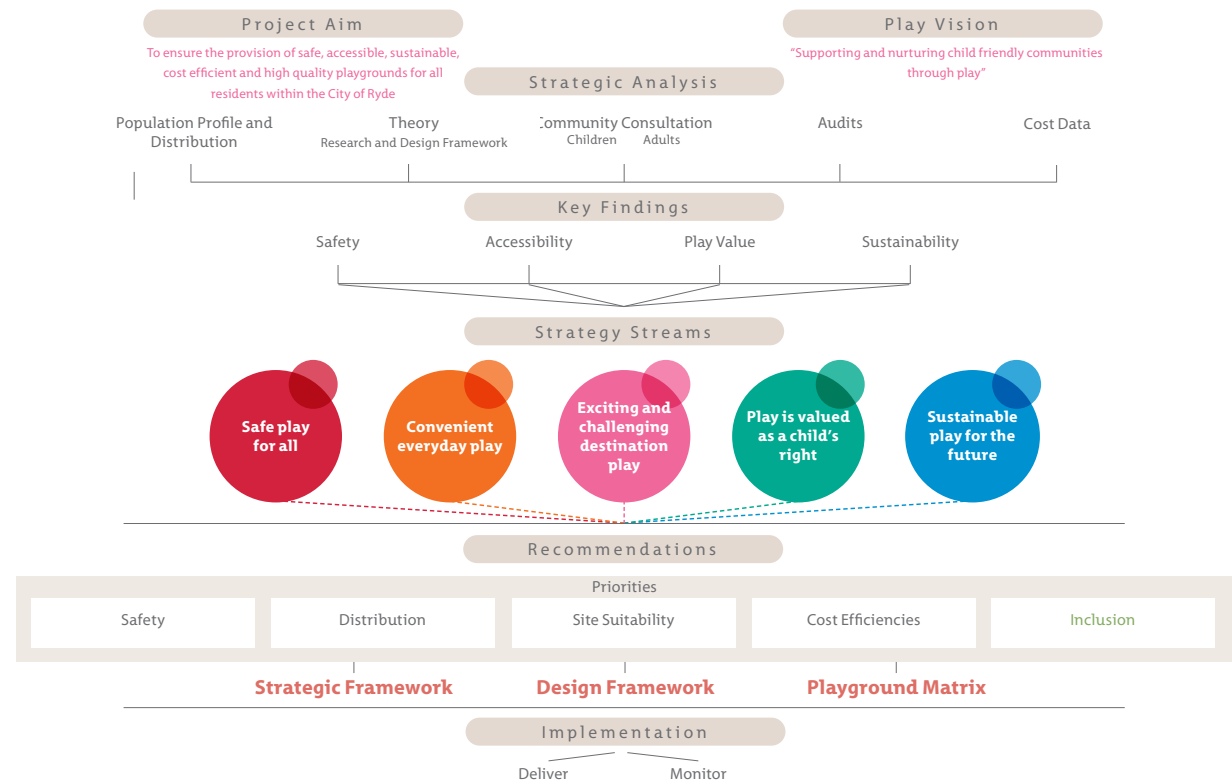 Project Aim
Play Vision
To ensure the provision of safe, accessible, sustainable,
cost efficient and high quality playgrounds for all
residents within the City of Ryde
“Supporting and nurturing child friendly communities
through play”
Strategic Analysis
Population Profile and
Distribution
Theory
Research and Design Framework
Community Consultation
Children Adults
Audits
Cost Data
Key Findings
Safety
Accessibility
Play Value
Sustainability
Strategy Streams
Safe play
for all
Convenient
everyday play
Exciting and
challenging
destination
play
Play is valued
as a child's
right
Sustainable
play for the
future
Recommendations
Priorities
Safety
Distribution
Site Suitability
Cost Efficiencies
Inclusion
Strategic Framework
Design Framework
Playground Matrix
Implementation
Deliver
Monitor